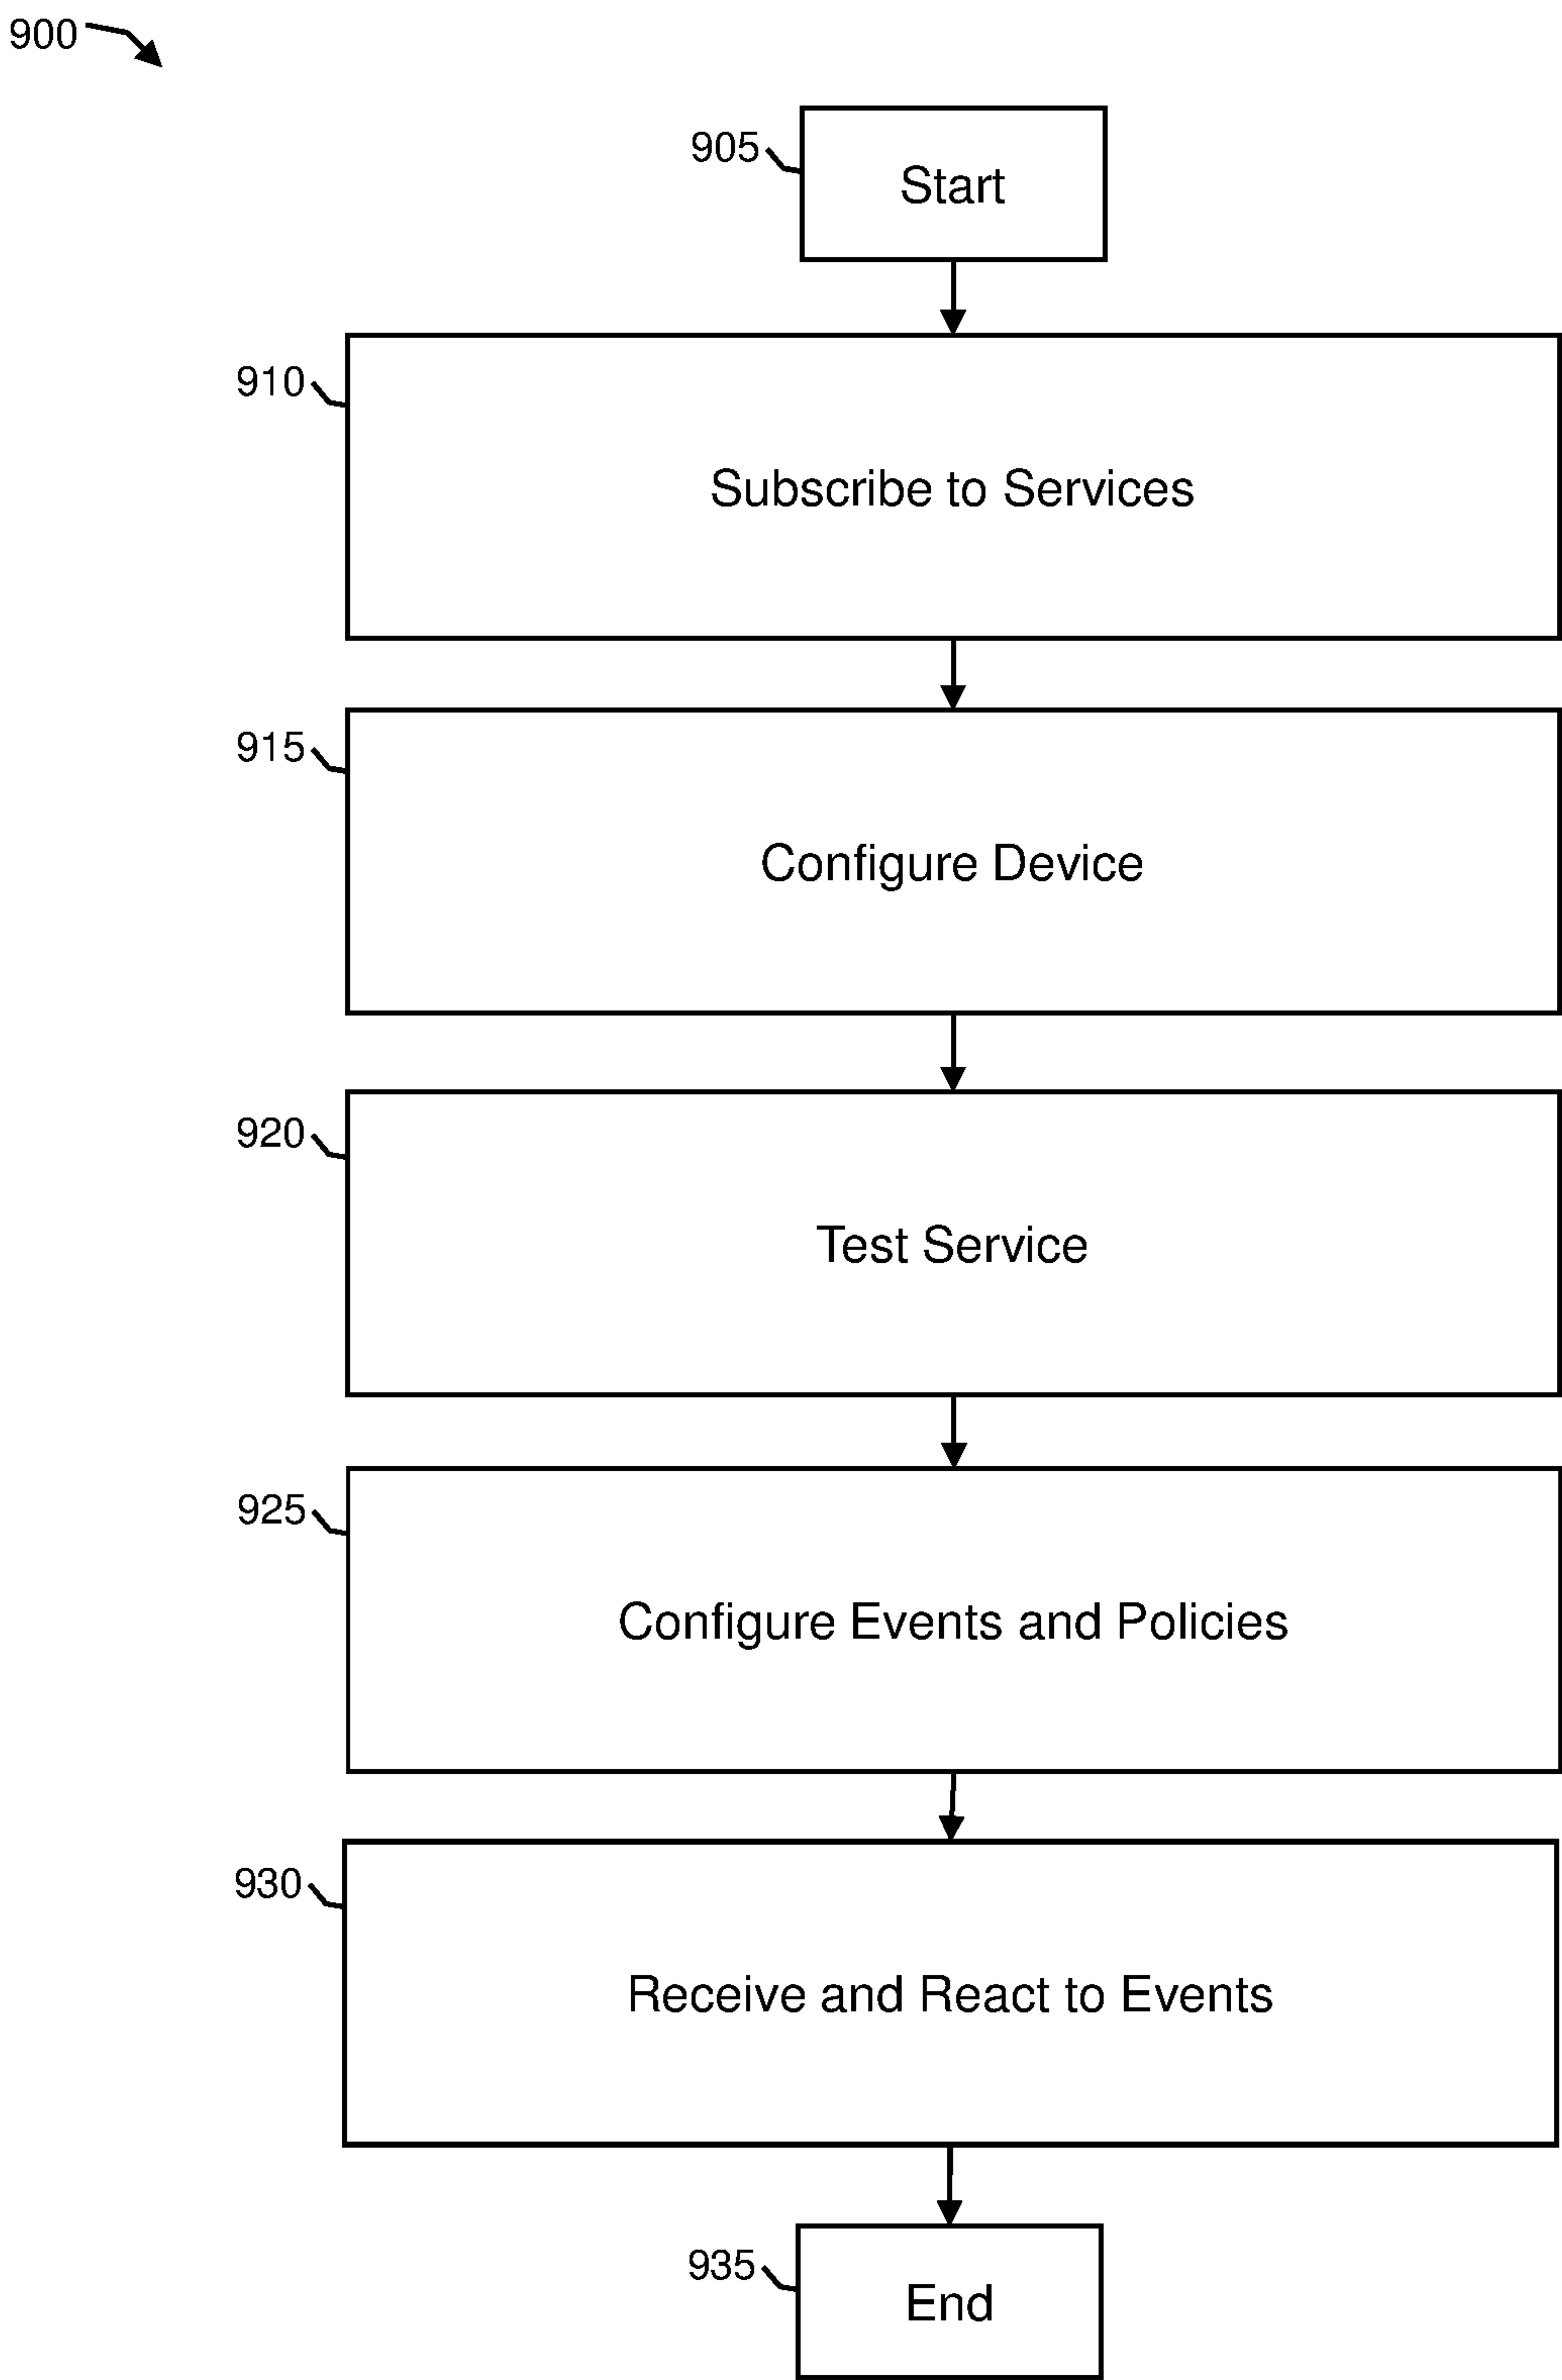 900
905
Start
910
Subscribe to Services
915
Configure Device
920
Test Service
925
Configure Events and Policies
930
Receive and React to Events
935
End